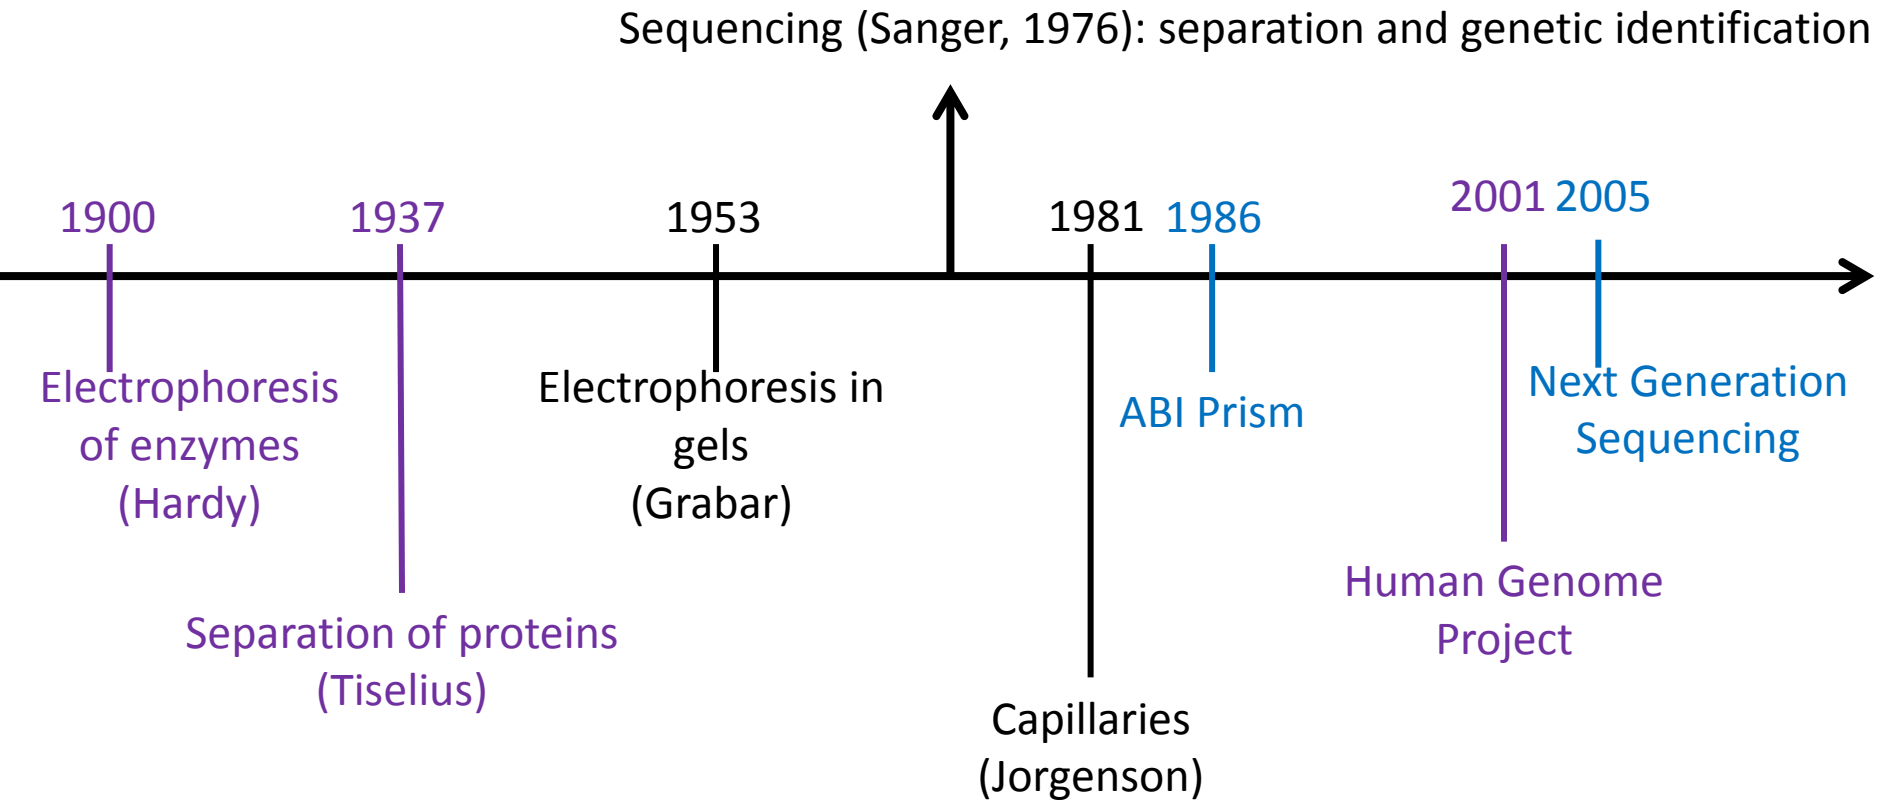 Sequencing (Sanger, 1976): separation and genetic identification
1900
1937
1953
1981
1986
2001
2005
Electrophoresis
of enzymes
(Hardy)
Separation of proteins
(Tiselius)
Electrophoresis in
gels
(Grabar)
Capillaries
(Jorgenson)
ABI Prism
Human Genome
Project
Next Generation
Sequencing